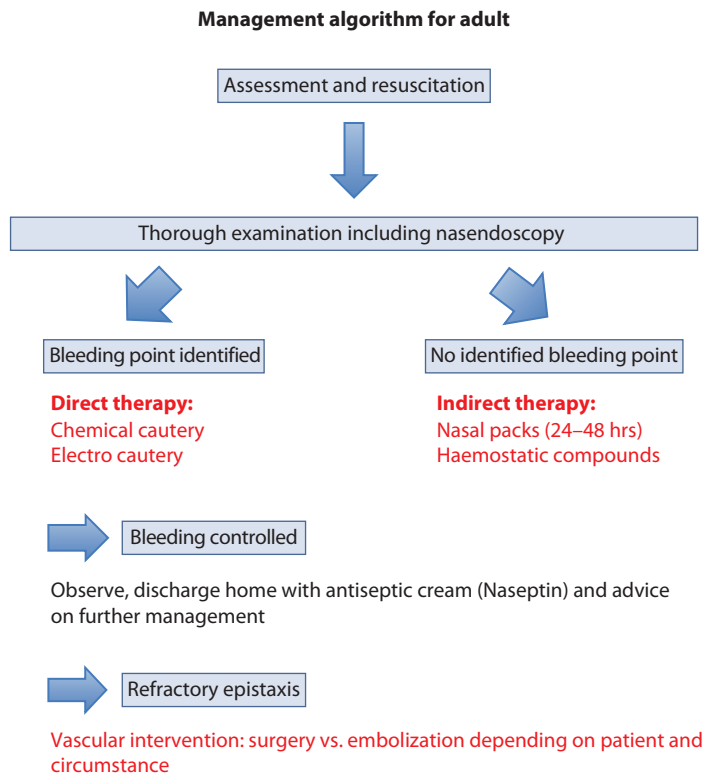 Management algorithm for adult
Assessment and resuscitation
Thorough examination including nasendoscopy
Bleeding point identified
Direct therapy:
Chemical cautery
Electro cautery
No identified bleeding point
Indirect therapy:
Nasal packs (24–48 hrs)
Haemostatic compounds
Bleeding controlled
Observe, discharge home with antiseptic cream (Naseptin) and advice
on further management
Refractory epistaxis
Vascular intervention: surgery vs. embolization depending on patient and
circumstance